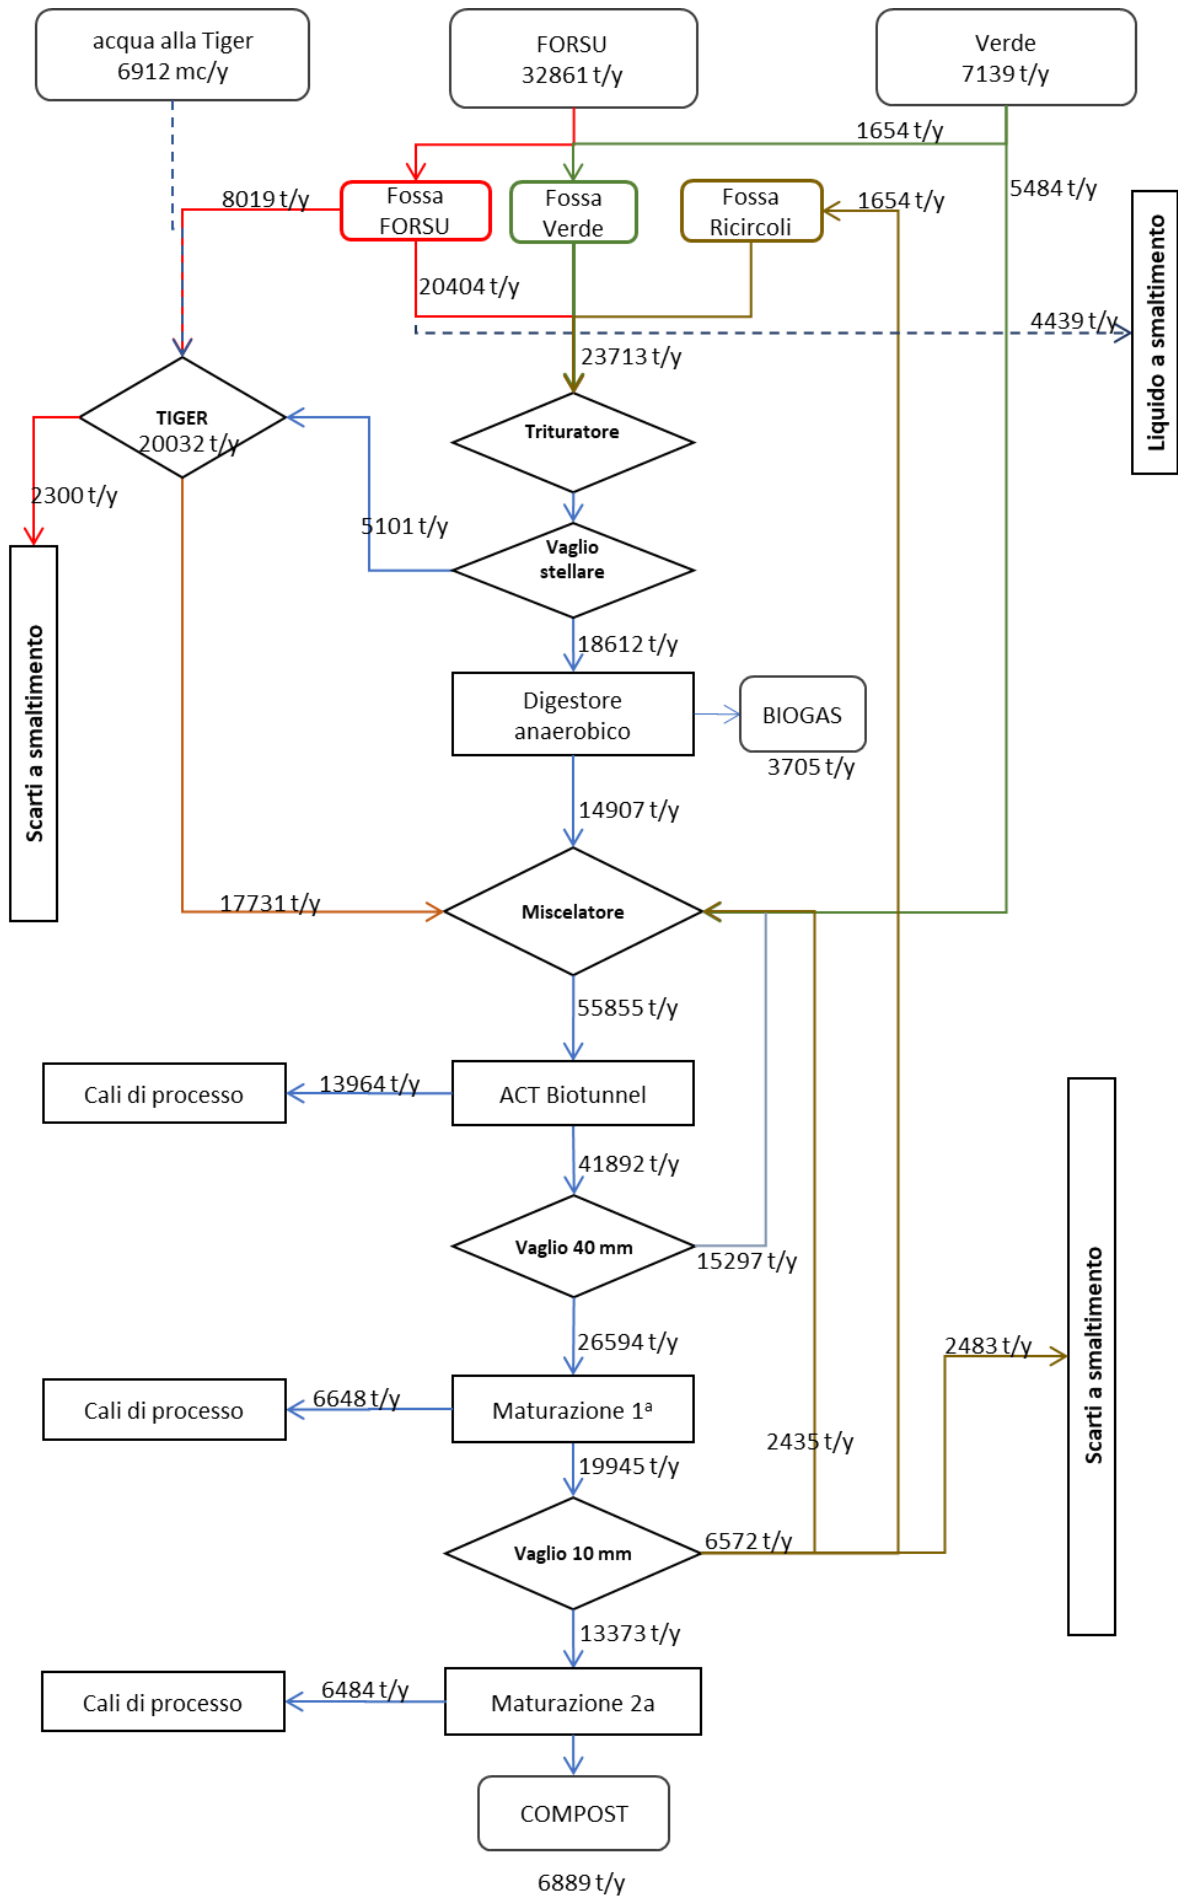 acqua alla Tiger
6912 mc/y
FORSU
32861 t/y
Verde
7139 t/y
1654 t/y
8019 t/y
Fossa
FORSU
Fossa
Verde
Fossa
Ricircoli
1654 t/y
5484 t/y
20404 t/y
4439 t/y
Liquido a smaltimento
23713 t/y
TIGER
20032 t/y
Trituratore
2300 t/y
5101 t/y
Vaglio
stellare
Scarti a smaltimento
18612 t/y
Digestore
anaerobico
BIOGAS
3705 t/y
14907 t/y
17731 t/y
Miscelatore
55855 t/y
Cali di processo
13964 t/y
ACT Biotunnel
41892 t/y
Vaglio 40 mm
15297 t/y
26594 t/y
2483 t/y
Scarti a smaltimento
Cali di processo
6648 t/y
Maturazione 1ª
2435 t/y
19945 t/y
Vaglio 10 mm
6572 t/y
13373 t/y
Cali di processo
6484 t/y
Maturazione 2a
COMPOST
6889 t/y